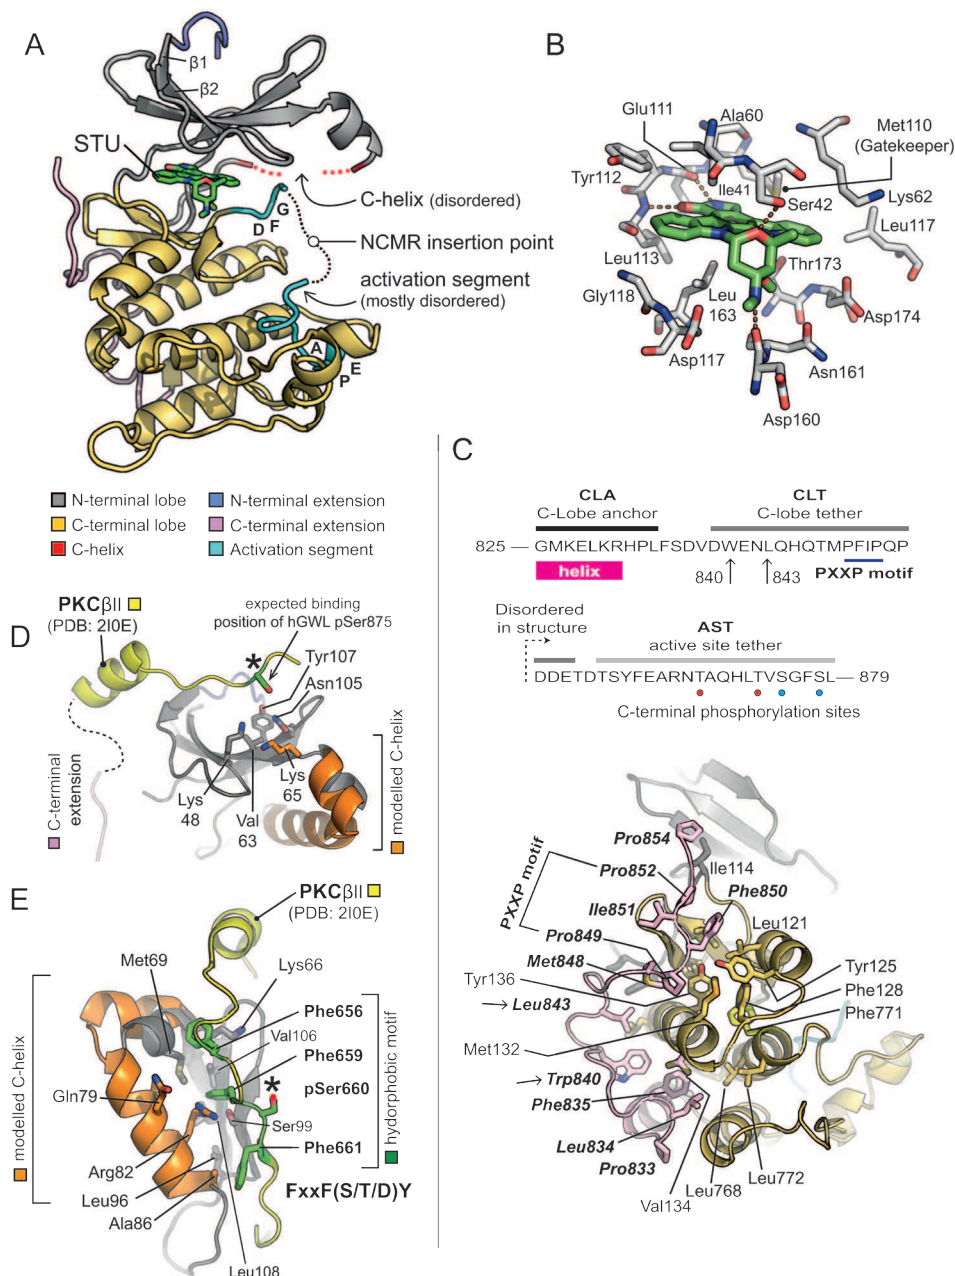 A
β1
β2
STU
C-helix (disordered)
G
D F
NCMR insertion point
activation segment
(mostly disordered)
A
E
P
N-terminal lobe
N-terminal extension
C-terminal lobe
C-terminal extension
C-helix
Activation segment
B
Glu111
Ala60
Met110
(Gatekeeper)
Tyr112
Ile41
Ser42
Lys62
Leu117
Leu113
Thr173
Gly118
Leu
163
Asp174
Asp117
Asn161
Asp160
C
CLA
CLT
C-Lobe anchor
C-lobe tether
825 — GMKELKRHPLFSDVDWENLQHQTMPFIPQP
helix
840
843
PXXP motif
Disordered
in structure
AST
active site tether
DDETDTSYFEARNTAQHLTVSGFSL— 879
C-terminal phosphorylation sites
Pro854
PXXP motif
Pro852
Ile114
Phe850
Ile851
Leu121
Pro849
Met848
Tyr136
Tyr125
Leu843
Phe128
Phe771
Met132
Trp840
Phe835
Leu834
Pro833
Leu772
Leu768
Val134
D
PKCβII
(PDB: 2I0E)
expected binding
position of hGWL pSer875
*
Tyr107
Asn105
C-terminal
extension
Lys
48
Val
63
Lys
65
modelled C-helix
E
PKCβII
(PDB: 2I0E)
Met69
Lys66
Phe656
Val106
Phe659
pSer660
*
Gln79
Ser99
Phe661
modelled C-helix
hydorphobic motif
Arg82
FxxF(S/T/D)Y
Leu96
Ala86
Leu108